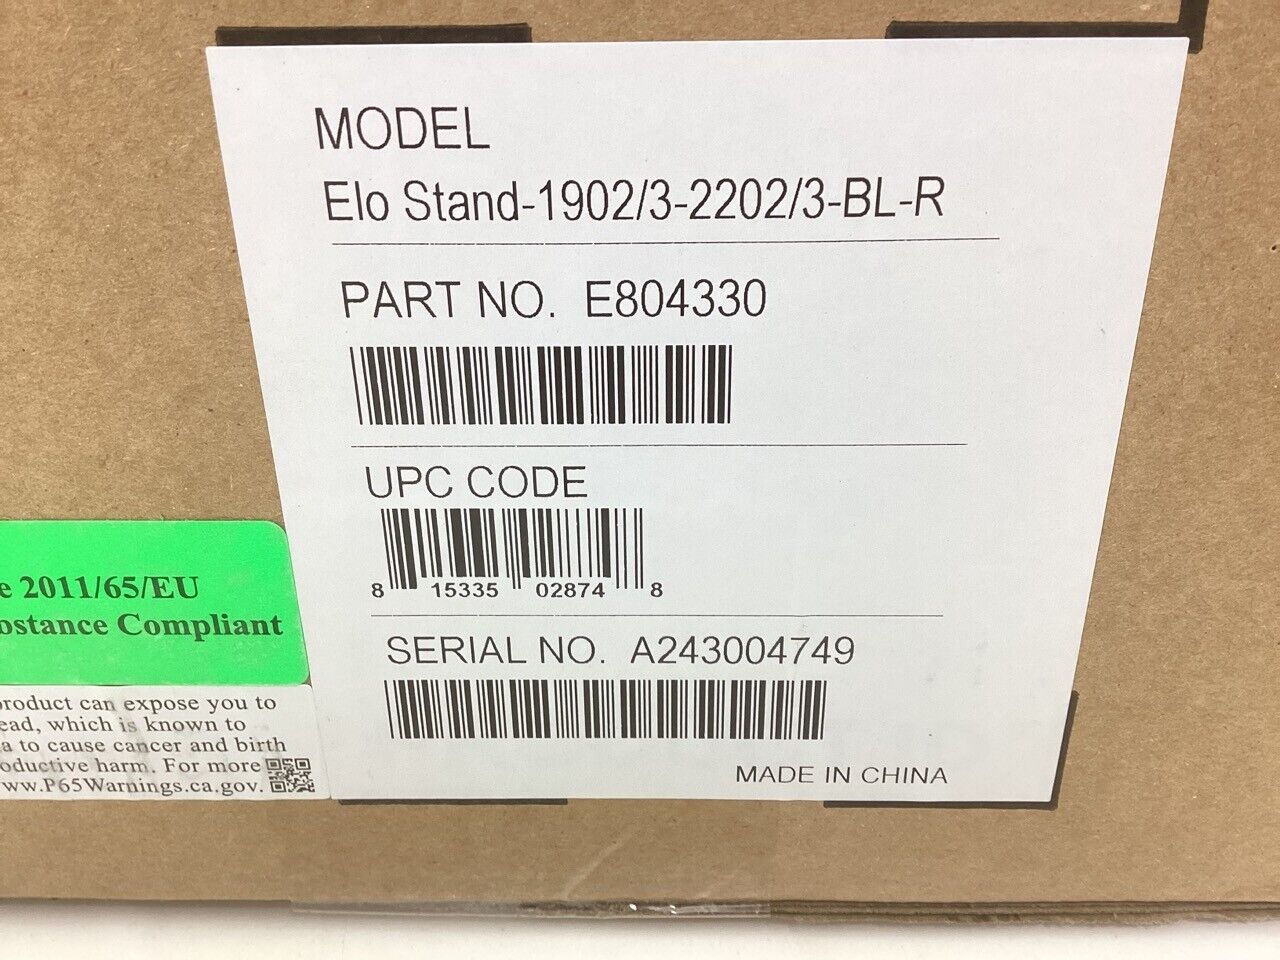 MODEL
Elo Stand-1902/3-2202/3-BL-R
PART NO. E804330
UPC CODE
8 15335 02874 8
SERIAL NO. A243004749
MADE IN CHINA
e 2011/65/EU
bstance Compliant
product can expose you to
ead, which is known to
a to cause cancer and birth
oductive harm. For more
ww.P65Warnings.ca.gov.